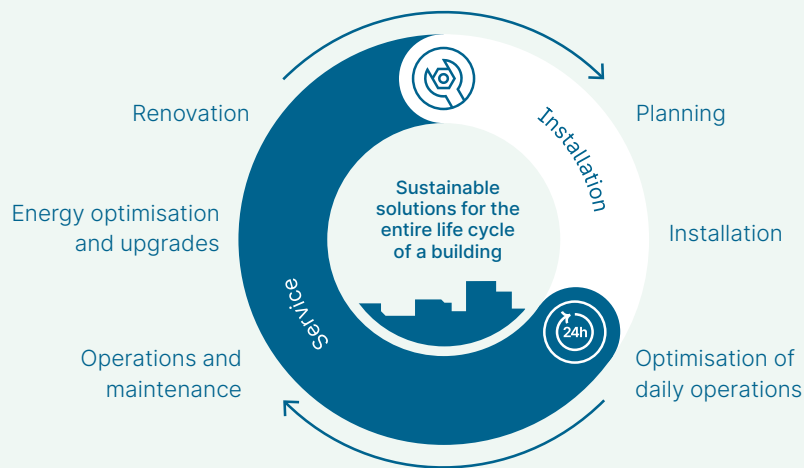 Renovation
Energy optimisation
and upgrades
Operations and
maintenance
Installation
Sustainable
solutions for the
entire life cycle
of a building
Service
24h
Planning
Installation
Optimisation of
daily operations